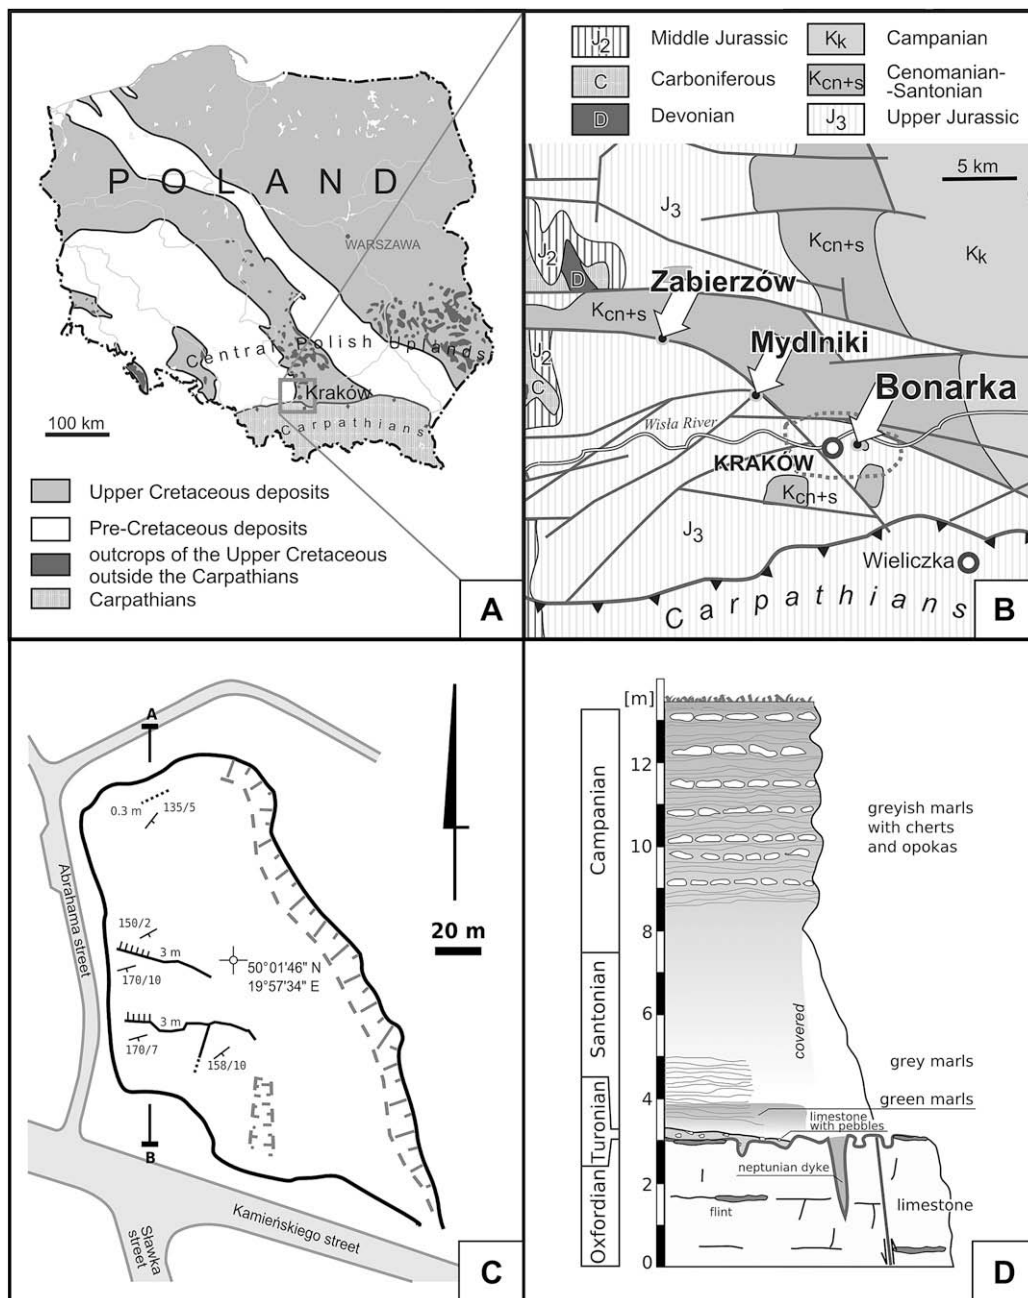 POLAND
WARSZAWA
Central Polish Uplands
Kraków
Carpathians
100 km
Upper Cretaceous deposits
Pre-Cretaceous deposits
outcrops of the Upper Cretaceous
outside the Carpathians
Carpathians
A
J2 Middle Jurassic
C Carboniferous
D Devonian
Kk Campanian
Kcn+s Cenomanian-
-Santonian
J3 Upper Jurassic
5 km
J3
Kcn+s
Kk
J2
D
Zabierzów
Kcn+s
Mydlniki
J2
C
Bonarka
Wisła River
KRAKÓW
Kcn+s
J3
Wieliczka
Carpathians
B
A
0.3 m
135/5
Abrahama street
150/2
3 m
170/10
50°01'46" N
19°57'34" E
20 m
3 m
170/7
158/10
B
Kamieńskiego street
Sławka
street
C
[m]
12
10
8
6
4
2
0
Campanian
Santonian
Turonian
Oxfordian
greyish marls
with cherts
and opokas
covered
grey marls
green marls
limestone
with pebbles
neptunian dyke
flint
limestone
D